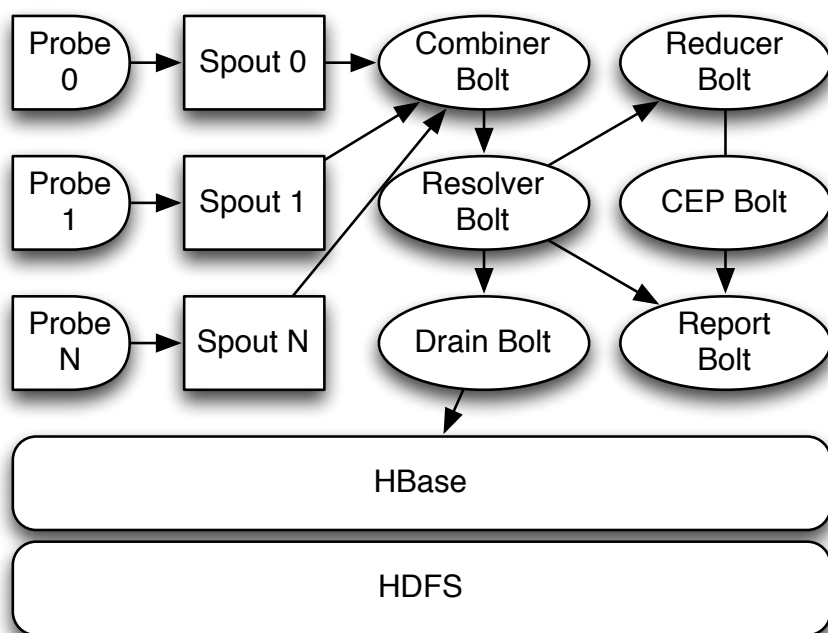 Probe
0
Spout 0
Combiner
Bolt
Reducer
Bolt
Probe
1
Spout 1
Resolver
Bolt
CEP Bolt
Probe
N
Spout N
Drain Bolt
Report
Bolt
HBase
HDFS